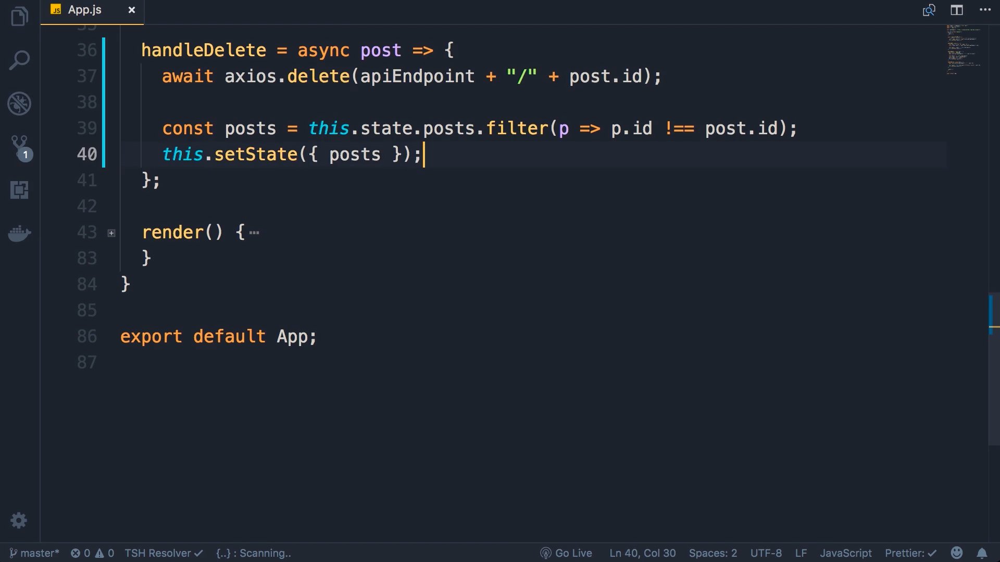 JS App.js ×
35
36 handleDelete = async post => {
37 await axios.delete(apiEndpoint + "/" + post.id);
38
39 const posts = this.state.posts.filter(p => p.id !== post.id);
40 this.setState({ posts });
41 };
42
43 render() {…
83 }
84 }
85
86 export default App;
87
1
master* 0 0 TSH Resolver ✓ {..} : Scanning.. Go Live Ln 40, Col 30 Spaces: 2 UTF-8 LF JavaScript Prettier: ✓